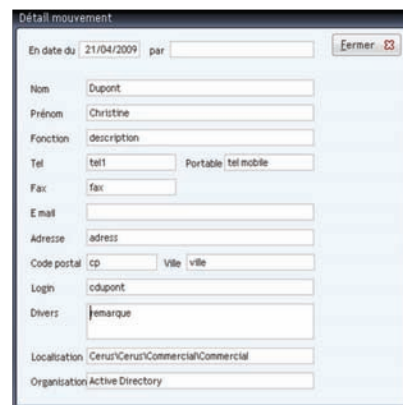 Détail mouvement
En date du 21/04/2009 par
Fermer
Nom Dupont
Prénom Christine
Fonction description
Tel tel1 Portable tel mobile
Fax fax
E mail
Adresse adress
Code postal cp Ville ville
Login cdupont
Divers remarque
Localisation Cerus\Cerus\Commercial\Commercial
Organisation Active Directory